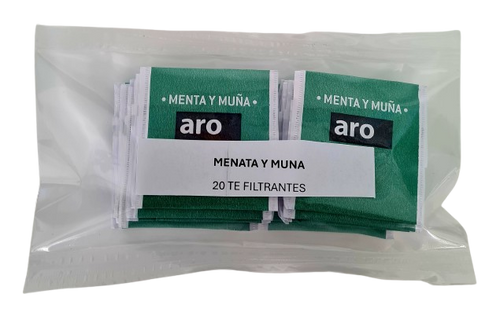 • MENTA Y MUÑA •
aro
• MENTA Y MUÑA •
aro
MENATA Y MUNA
20 TE FILTRANTES